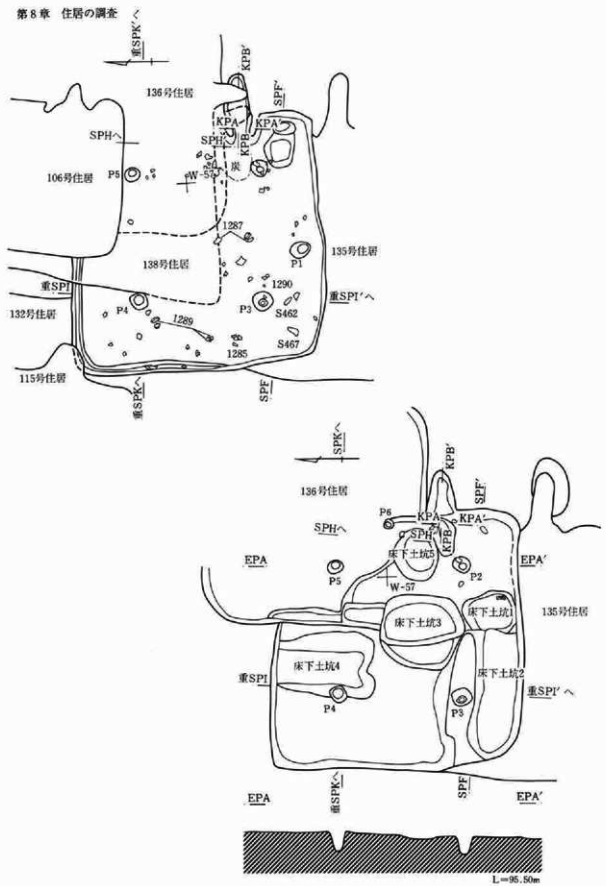 第8章 住居の調査
重SPK′へ
136号住居
KPB′
SPF′
KPA
KPA′
SPHへ
SPH
KPB
炭
P5
W-57
106号住居
1287
138号住居
P1
135号住居
重SPI
1290
重SPI′へ
132号住居
P4
P3
S462
1289
S467
1285
115号住居
重SPKへ
SPF
SPKへ
KPB′
136号住居
SPF′
P6
KPA
KPA′
SPHへ
SPH
KPB
EPA
床下土坑5
EPA′
P5
P2
W-57
床下土坑1
床下土坑3
135号住居
床下土坑4
床下土坑2
重SPI
重SPI′へ
P4
P3
EPA
重SPKへ
SPF
EPA′
L=95.50m